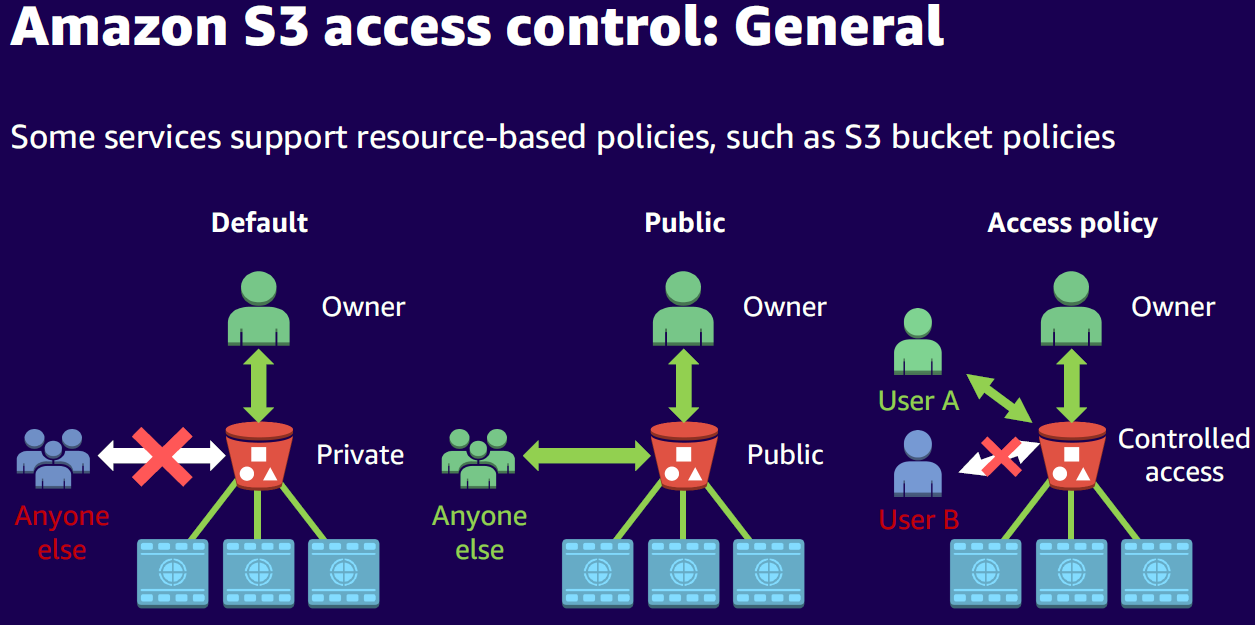 Amazon S3 access control: General
Some services support resource-based policies, such as S3 bucket policies
Default
Owner
Private
Anyone
else
Public
Owner
Public
Anyone
else
Access policy
Owner
User A
Controlled
access
User B